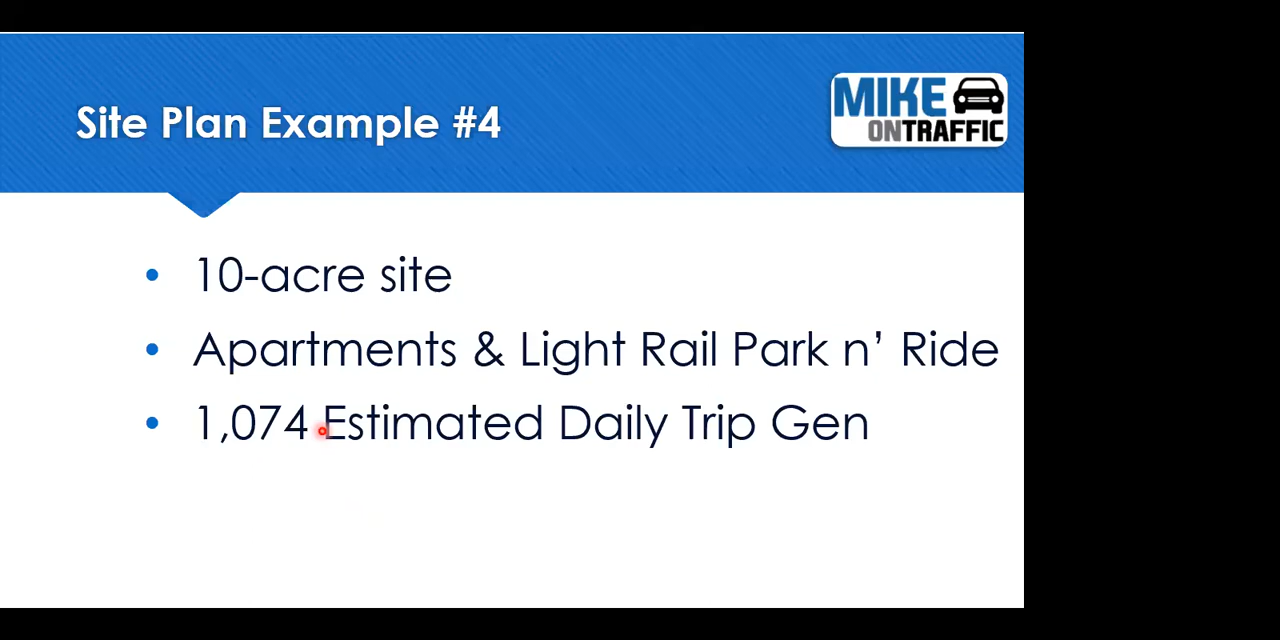 Site Plan Example #4
MIKE
ONTRAFFIC
• 10-acre site
• Apartments & Light Rail Park n’ Ride
• 1,074 Estimated Daily Trip Gen